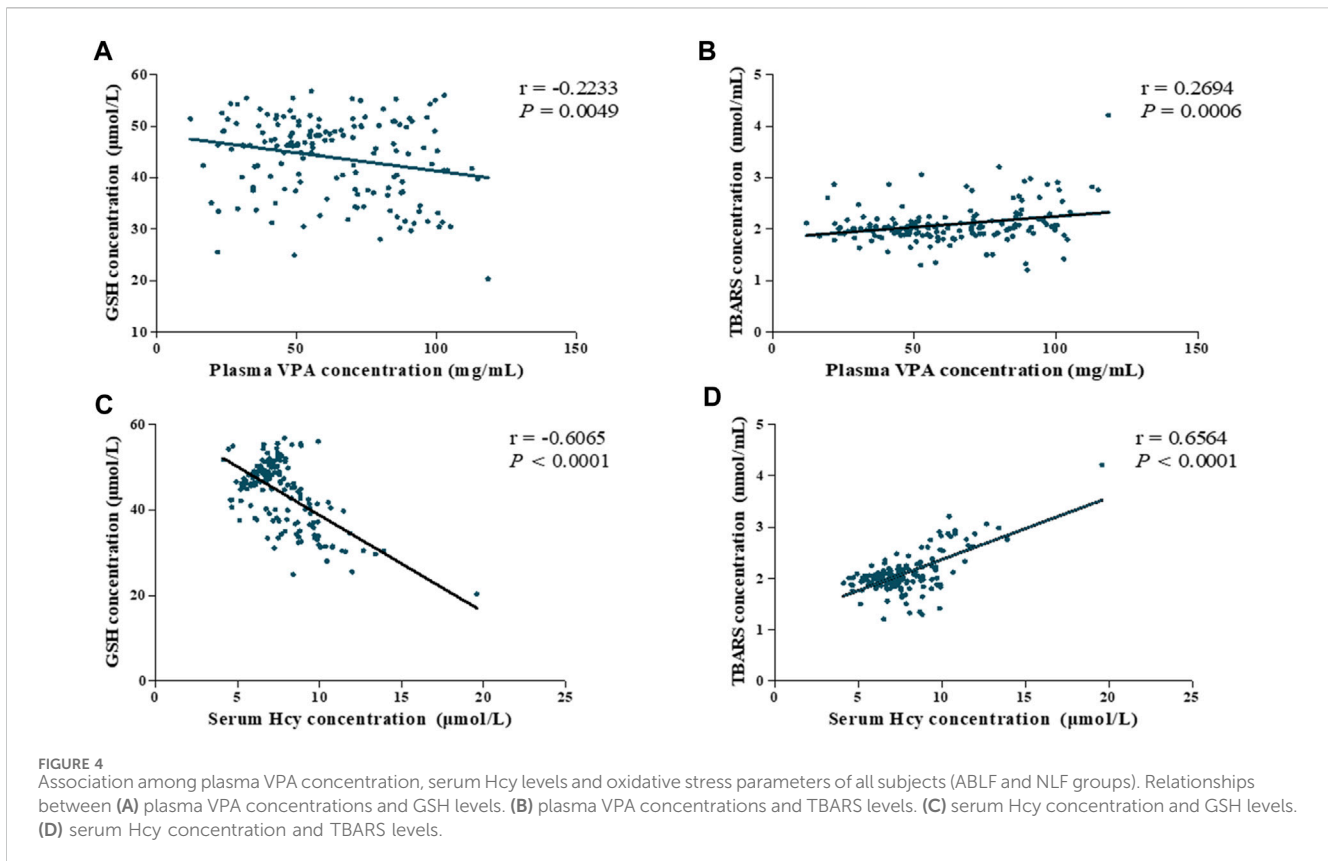 A
r = -0.2233
P = 0.0049
GSH concentration (µmol/L)
60
50
40
30
20
10
0
50
100
150
Plasma VPA concentration (mg/mL)
B
r = 0.2694
P = 0.0006
TBARS concentration (nmol/mL)
5
4
3
2
1
0
0
50
100
150
Plasma VPA concentration (mg/mL)
C
r = -0.6065
P < 0.0001
GSH concentration (µmol/L)
60
40
20
0
0
5
10
15
20
25
Serum Hcy concentration (µmol/L)
D
r = 0.6564
P < 0.0001
TBARS concentration (nmol/mL)
5
4
3
2
1
0
0
5
10
15
20
25
Serum Hcy concentration (µmol/L)
FIGURE 4
Association among plasma VPA concentration, serum Hcy levels and oxidative stress parameters of all subjects (ABLF and NLF groups). Relationships
between (A) plasma VPA concentrations and GSH levels. (B) plasma VPA concentrations and TBARS levels. (C) serum Hcy concentration and GSH levels.
(D) serum Hcy concentration and TBARS levels.